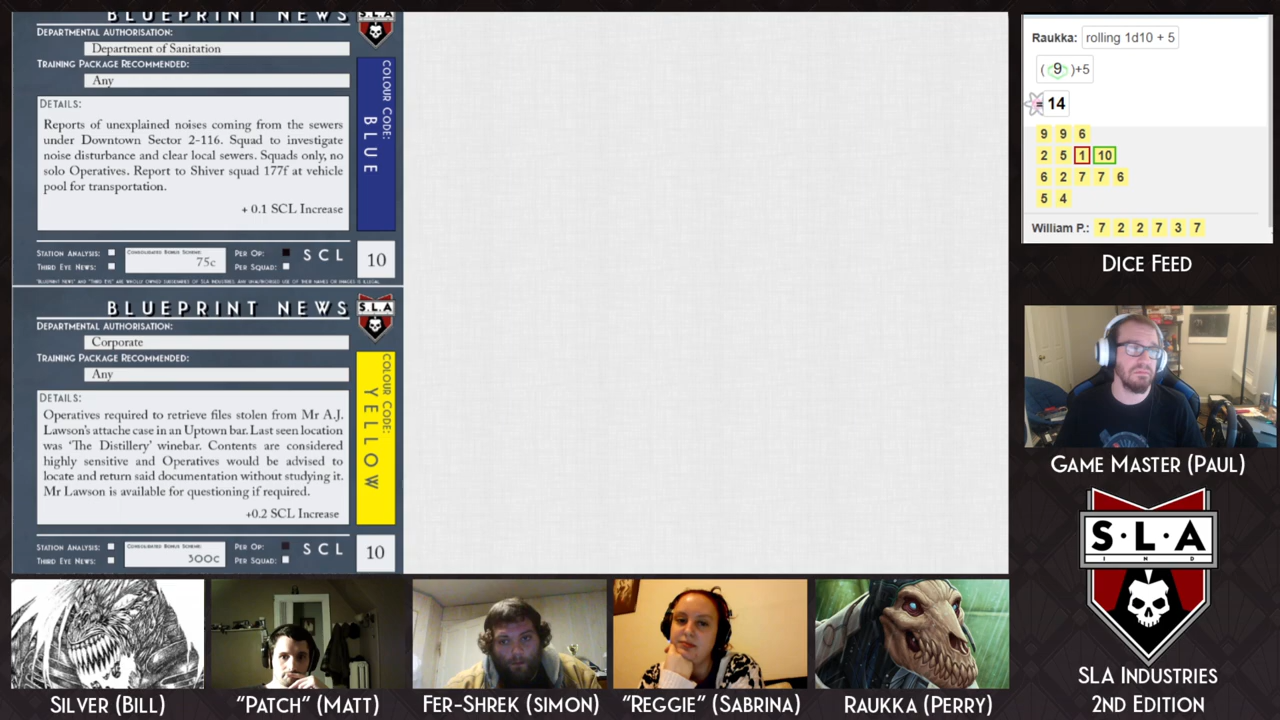 BLUEPRINT NEWS
DEPARTMENTAL AUTHORISATION:
Department of Sanitation
TRAINING PACKAGE RECOMMENDED:
Any
DETAILS:
Reports of unexplained noises coming from the sewers
under Downtown Sector 2-116. Squad to investigate
noise disturbance and clear local sewers. Squads only, no
solo Operatives. Report to Shiver squad 177f at vehicle
pool for transportation.
+ 0.1 SCL Increase
COLOUR CODE:
BLUE
STATION ANALYSIS:
THIRD EYE NEWS:
CONSOLIDATED BONUS SCHEME:
75c
PER OP:
PER SQUAD:
SCL
10
BLUEPRINT NEWS
S.L.A
DEPARTMENTAL AUTHORISATION:
Corporate
TRAINING PACKAGE RECOMMENDED:
Any
DETAILS:
Operatives required to retrieve files stolen from Mr A.J.
Lawson's attache case in an Uptown bar. Last seen location
was 'The Distillery' winebar. Contents are considered
highly sensitive and Operatives would be advised to
locate and return said documentation without studying it.
Mr Lawson is available for questioning if required.
+0.2 SCL Increase
COLOUR CODE:
YELLOW
STATION ANALYSIS:
THIRD EYE NEWS:
CONSOLIDATED BONUS SCHEME:
300c
PER OP:
PER SQUAD:
SCL
10
Raukka: rolling 1d10 + 5
(9)+5
= 14
9 9 6
2 5 1 10
6 2 7 7 6
5 4
William P.: 7 2 2 7 3 7
DICE FEED
GAME MASTER (PAUL)
S·L·A
IND
SLA INDUSTRIES
2ND EDITION
SILVER (BILL)
"PATCH" (MATT)
FER-SHREK (SIMON)
"REGGIE" (SABRINA)
RAUKKA (PERRY)